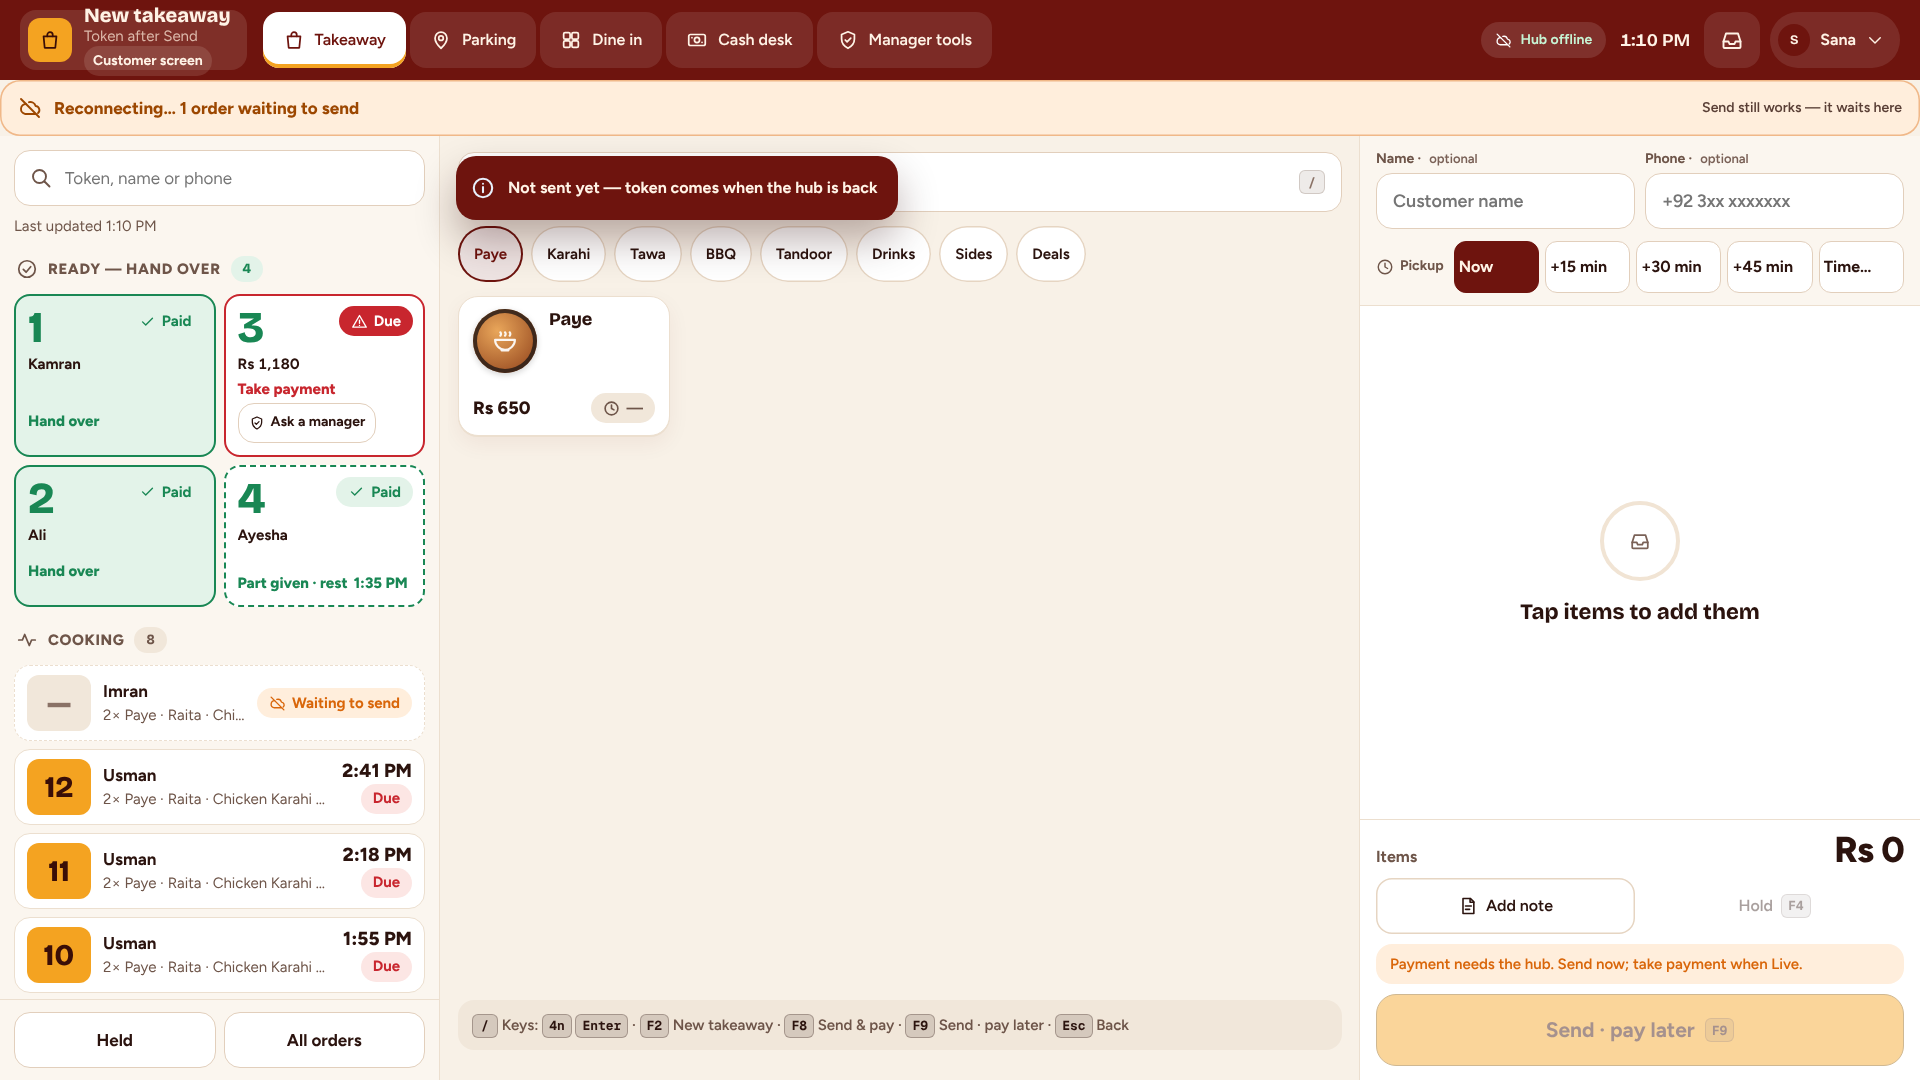 New takeaway
Token after Send
Customer screen
Takeaway
Parking
Dine in
Cash desk
Manager tools
Hub offline
1:10 PM
S
Sana
Reconnecting... 1 order waiting to send
Send still works — it waits here
Token, name or phone
Last updated 1:10 PM
READY — HAND OVER 4
1
Paid
Kamran
Hand over
3
Due
Rs 1,180
Take payment
Ask a manager
2
Paid
Ali
Hand over
4
Paid
Ayesha
Part given · rest 1:35 PM
COOKING 8
—
Imran
2× Paye · Raita · Chi...
Waiting to send
12
Usman
2× Paye · Raita · Chicken Karahi ...
2:41 PM
Due
11
Usman
2× Paye · Raita · Chicken Karahi ...
2:18 PM
Due
10
Usman
2× Paye · Raita · Chicken Karahi ...
1:55 PM
Due
Held
All orders
Not sent yet — token comes when the hub is back
/
Paye
Karahi
Tawa
BBQ
Tandoor
Drinks
Sides
Deals
Paye
Rs 650
—
/ Keys: 4n Enter · F2 New takeaway · F8 Send & pay · F9 Send · pay later · Esc Back
Name · optional
Phone · optional
Customer name
+92 3xx xxxxxxx
Pickup
Now
+15 min
+30 min
+45 min
Time...
Tap items to add them
Items
Rs 0
Add note
Hold F4
Payment needs the hub. Send now; take payment when Live.
Send · pay later F9